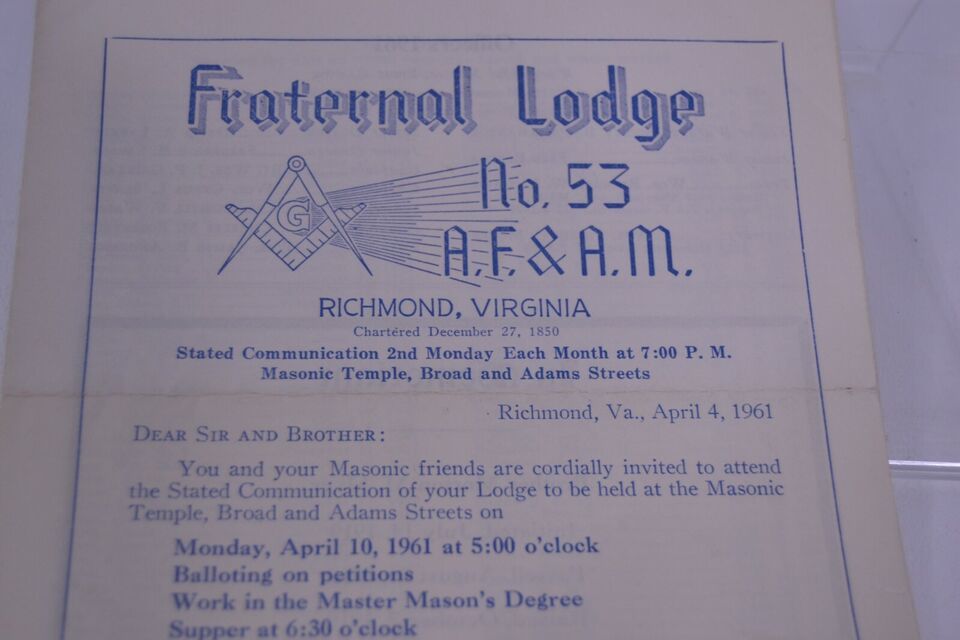 Fraternal Lodge
No. 53
A.F. & A.M.
G
RICHMOND, VIRGINIA
Chartered December 27, 1850
Stated Communication 2nd Monday Each Month at 7:00 P. M.
Masonic Temple, Broad and Adams Streets
Richmond, Va., April 4, 1961
DEAR SIR AND BROTHER:
You and your Masonic friends are cordially invited to attend
the Stated Communication of your Lodge to be held at the Masonic
Temple, Broad and Adams Streets on
Monday, April 10, 1961 at 5:00 o'clock
Balloting on petitions
Work in the Master Mason's Degree
Supper at 6:30 o'clock